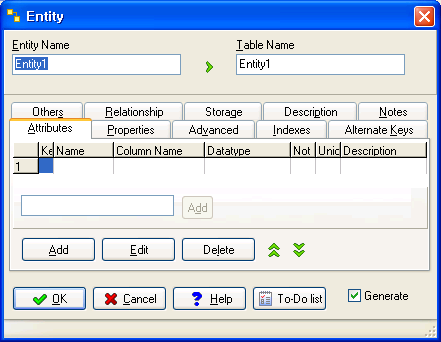 Entity
Entity Name
Table Name
Entity1
Entity1
Others Relationship Storage Description Notes
Attributes Properties Advanced Indexes Alternate Keys
Ke Name Column Name Datatype Not Uniq Description
1
Add
Add Edit Delete
OK Cancel Help To-Do list Generate